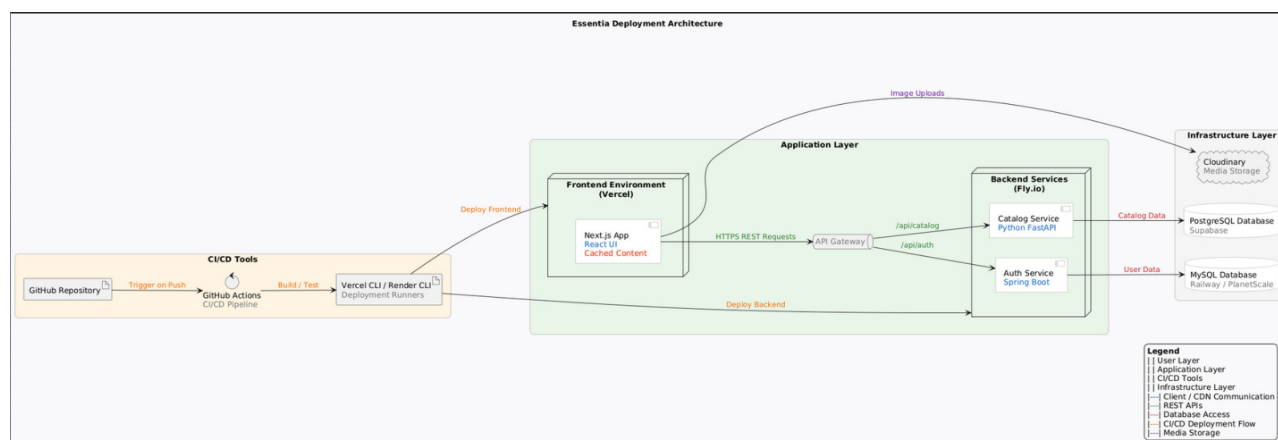 Essentia Deployment Architecture
Image Uploads
Infrastructure Layer
Application Layer
Cloudinary
Media Storage
Frontend Environment
(Vercel)
Backend Services
(Fly.io)
Deploy Frontend
Next.js App
React UI
Cached Content
HTTPS REST Requests
API Gateway
/api/catalog
/api/auth
Catalog Service
Python FastAPI
Catalog Data
PostgreSQL Database
Supabase
Auth Service
Spring Boot
User Data
MySQL Database
Railway / PlanetScale
CI/CD Tools
GitHub Repository
Trigger on Push
GitHub Actions
CI/CD Pipeline
Build / Test
Vercel CLI / Render CLI
Deployment Runners
Deploy Backend
Legend
| | User Layer
| | Application Layer
| | CI/CD Tools
| | Infrastructure Layer
|---| Client / CDN Communication
|---| REST APIs
|---| Database Access
|---| CI/CD Deployment Flow
|---| Media Storage